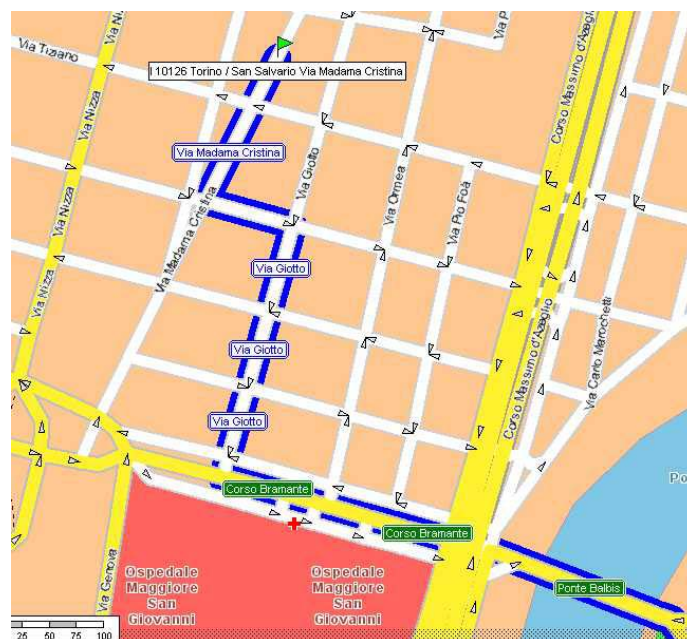 Via Ni
Via Tiziano
I 10126 Torino / San Salvario Via Madama Cristina
Via Nizza
Via Madama Cristina
Via Giotto
Via Madama Cristina
Via Ormea
Via Pio Foà
Corso Massimo d'Azeglio
Via Nizza
Via Giotto
Via Nizza
Via Giotto
Corso Massimo d'Azeglio
Via Carlo Marochetti
Via Giotto
Corso Bramante
Corso Bramante
Po
Via Genova
Ospedale
Maggiore
San
Giovanni
Ospedale
Maggiore
San
Giovanni
Ponte Balbis
25 50 75 100